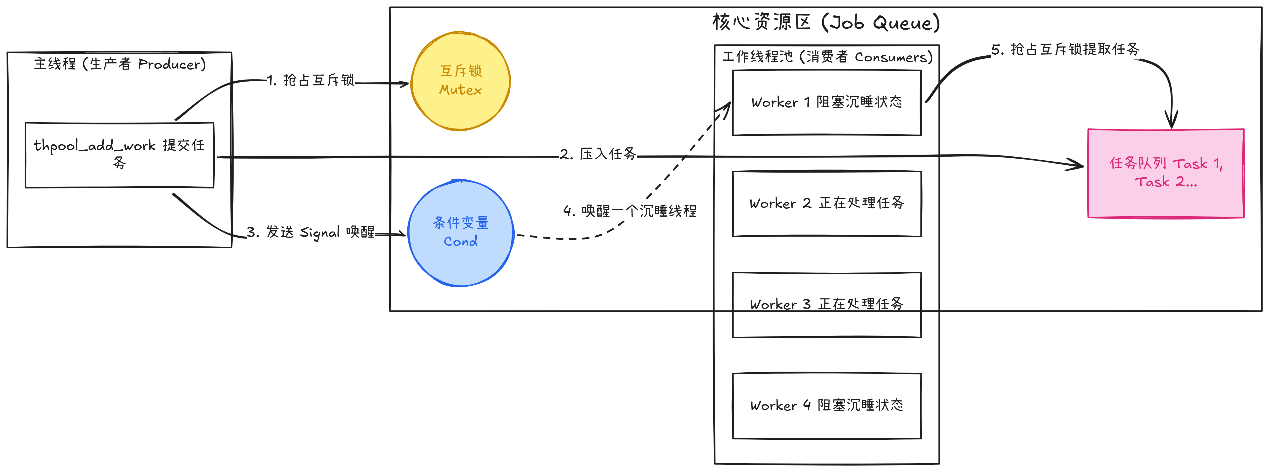 核心资源区 (Job Queue)
主线程 (生产者 Producer)
thpool_add_work 提交任
务
1. 抢占互斥锁
互斥锁
Mutex
2. 压入任务
3. 发送 Signal 唤醒
条件变量
Cond
4. 唤醒一个沉睡线程
工作线程池 (消费者 Consumers)
Worker 1 阻塞沉睡状态
Worker 2 正在处理任务
Worker 3 正在处理任务
Worker 4 阻塞沉睡状态
5. 抢占互斥锁提取任务
任务队列 Task 1,
Task 2...